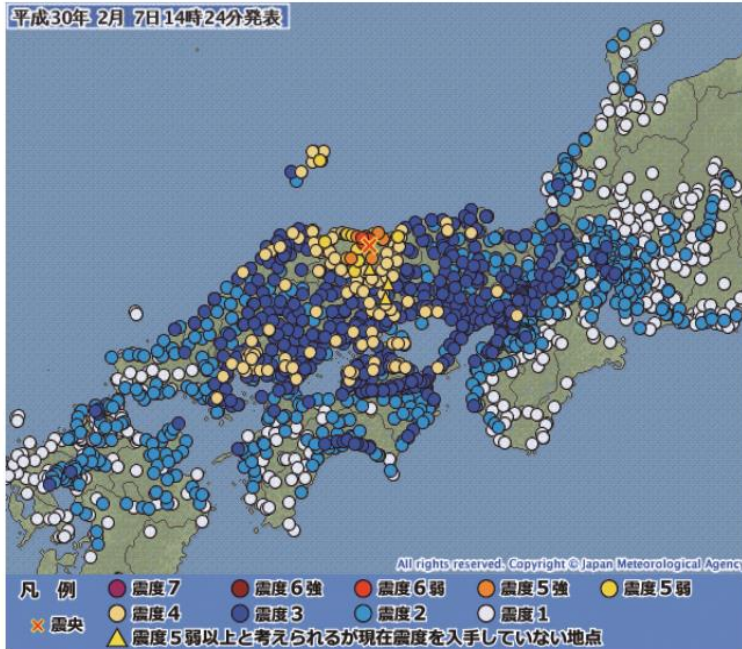 平成30年 2月 7日14時24分発表
All rights reserved. Copyright © Japan Meteorological Agency
凡 例
震度7
震度6強
震度6弱
震度5強
震度5弱
震央
震度4
震度3
震度2
震度1
震度5弱以上と考えられるが現在震度を入手していない地点